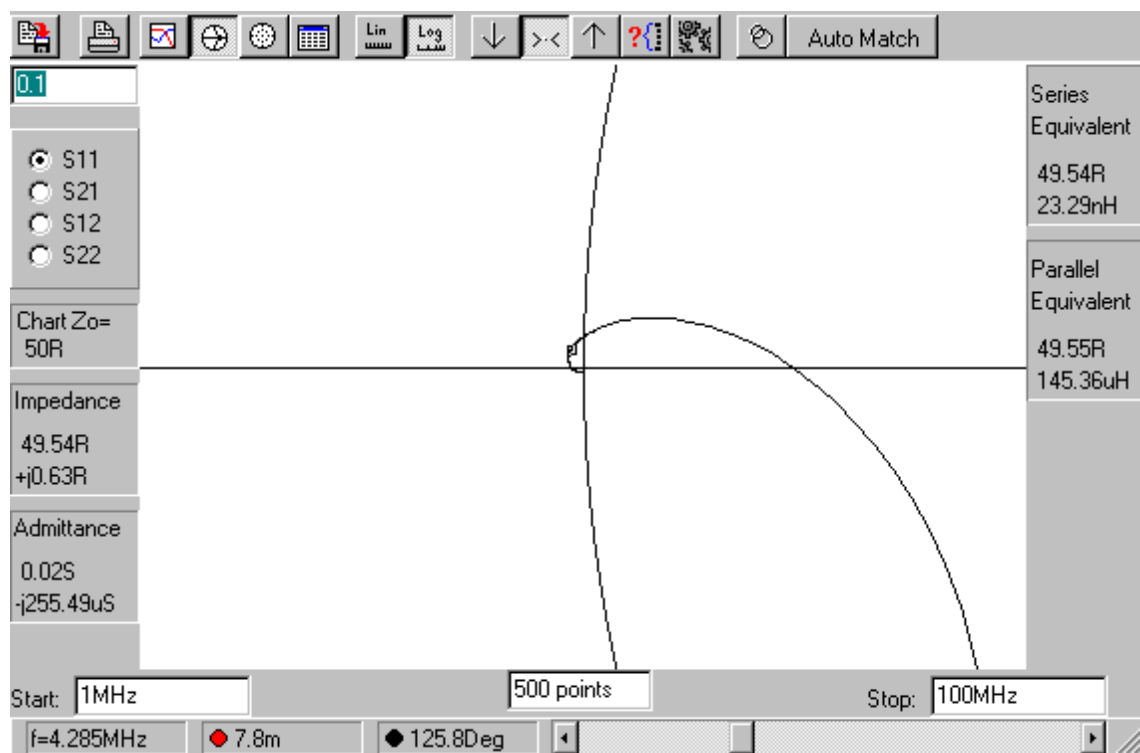 Lin
Log
?{
Auto Match
0.1
S11
S21
S12
S22
Chart Zo=
50R
Impedance
49.54R
+j0.63R
Admittance
0.02S
-j255.49uS
Series
Equivalent
49.54R
23.29nH
Parallel
Equivalent
49.55R
145.36uH
Start: 1MHz
500 points
Stop: 100MHz
f=4.285MHz
7.8m
125.8Deg